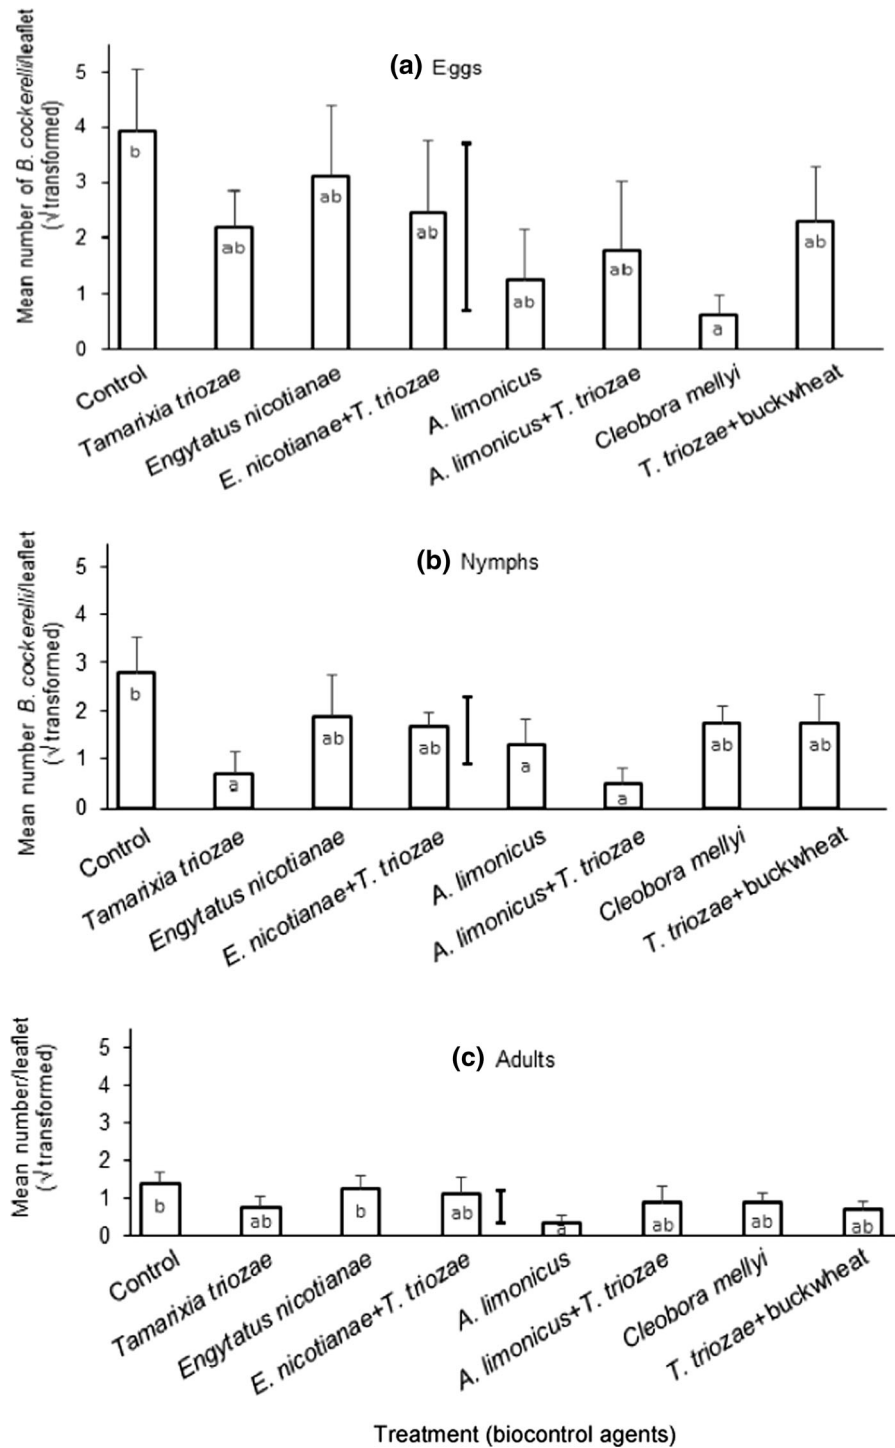 (a) Eggs
Mean number of B. cockerelli/leaflet
(√transformed)
5
4
3
2
1
0
b
ab
ab
ab
ab
ab
a
ab
Control
Tamarixia triozae
Engytatus nicotianae
E. nicotianae+T. triozae
A. limonicus
A. limonicus+T. triozae
Cleobora mellyi
T. triozae+buckwheat
(b) Nymphs
Mean number B. cockerelli/leaflet
(√transformed)
5
4
3
2
1
0
b
a
ab
ab
a
a
ab
ab
Control
Tamarixia triozae
Engytatus nicotianae
E. nicotianae+T. triozae
A. limonicus
A. limonicus+T. triozae
Cleobora mellyi
T. triozae+buckwheat
(c) Adults
Mean number/leaflet
(√transformed)
5
4
3
2
1
0
b
ab
b
ab
a
ab
ab
ab
Control
Tamarixia triozae
Engytatus nicotianae
E. nicotianae+T. triozae
A. limonicus
A. limonicus+T. triozae
Cleobora mellyi
T. triozae+buckwheat
Treatment (biocontrol agents)